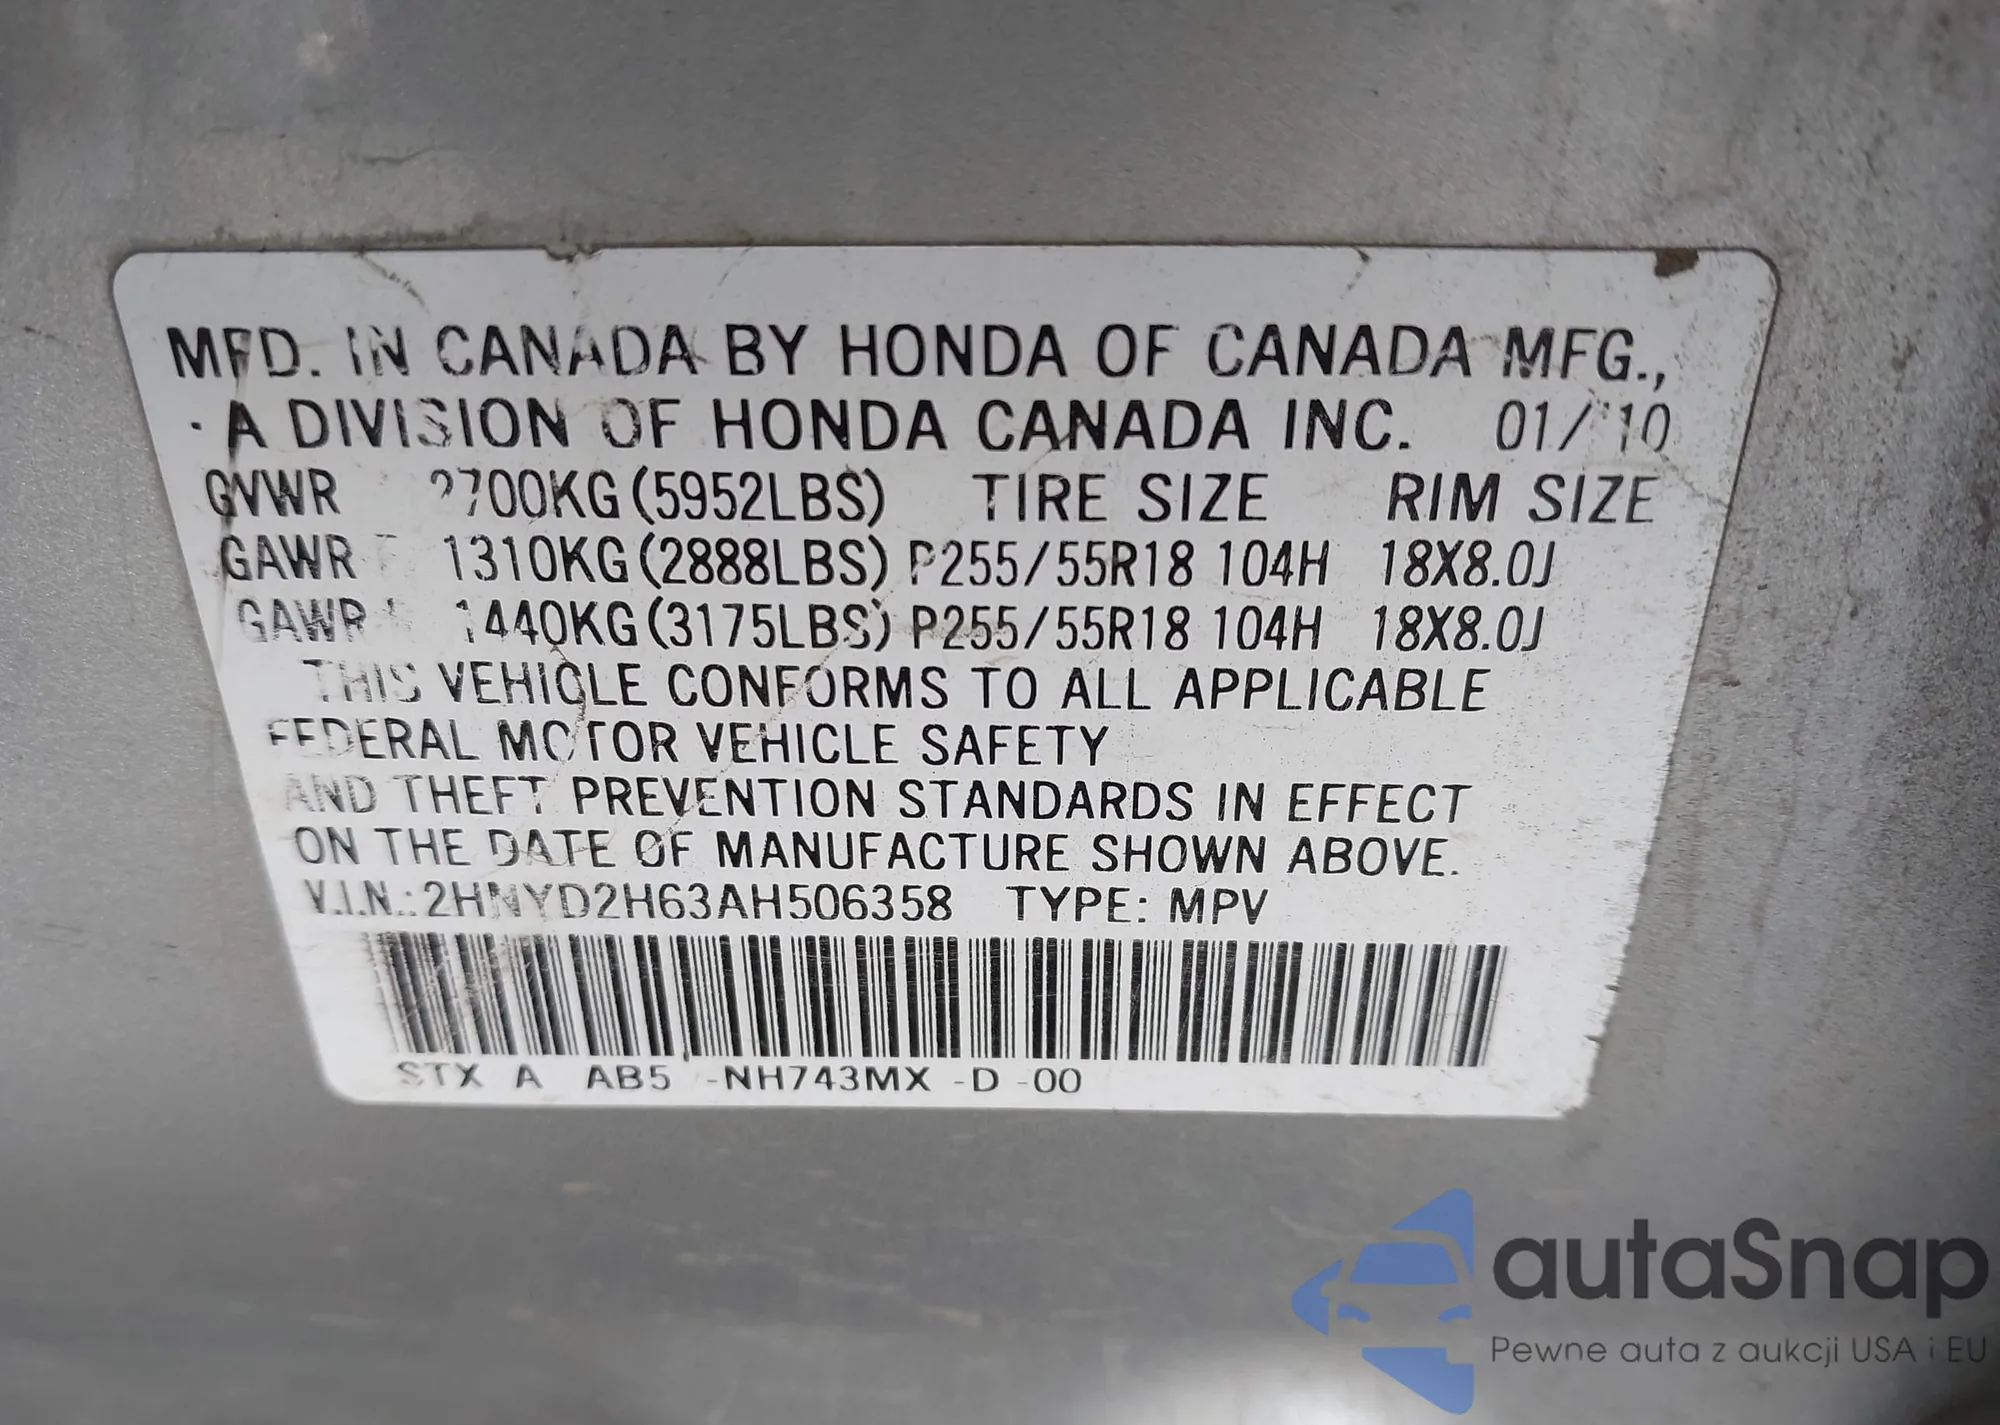 MFD. IN CANADA BY HONDA OF CANADA MFG.,
A DIVISION OF HONDA CANADA INC. 01/10
GVWR 2700KG (5952LBS) TIRE SIZE RIM SIZE
GAWR F 1310KG (2888LBS) P255/55R18 104H 18X8.0J
GAWR 1440KG (3175LBS) P255/55R18 104H 18X8.0J
THIS VEHICLE CONFORMS TO ALL APPLICABLE
FEDERAL MOTOR VEHICLE SAFETY
AND THEFT PREVENTION STANDARDS IN EFFECT
ON THE DATE OF MANUFACTURE SHOWN ABOVE.
V.I.N.: 2HNYD2H63AH506358 TYPE: MPV
STX A AB5 -NH743MX -D -00
autaSnap
Pewne auta z aukcji USA i EU